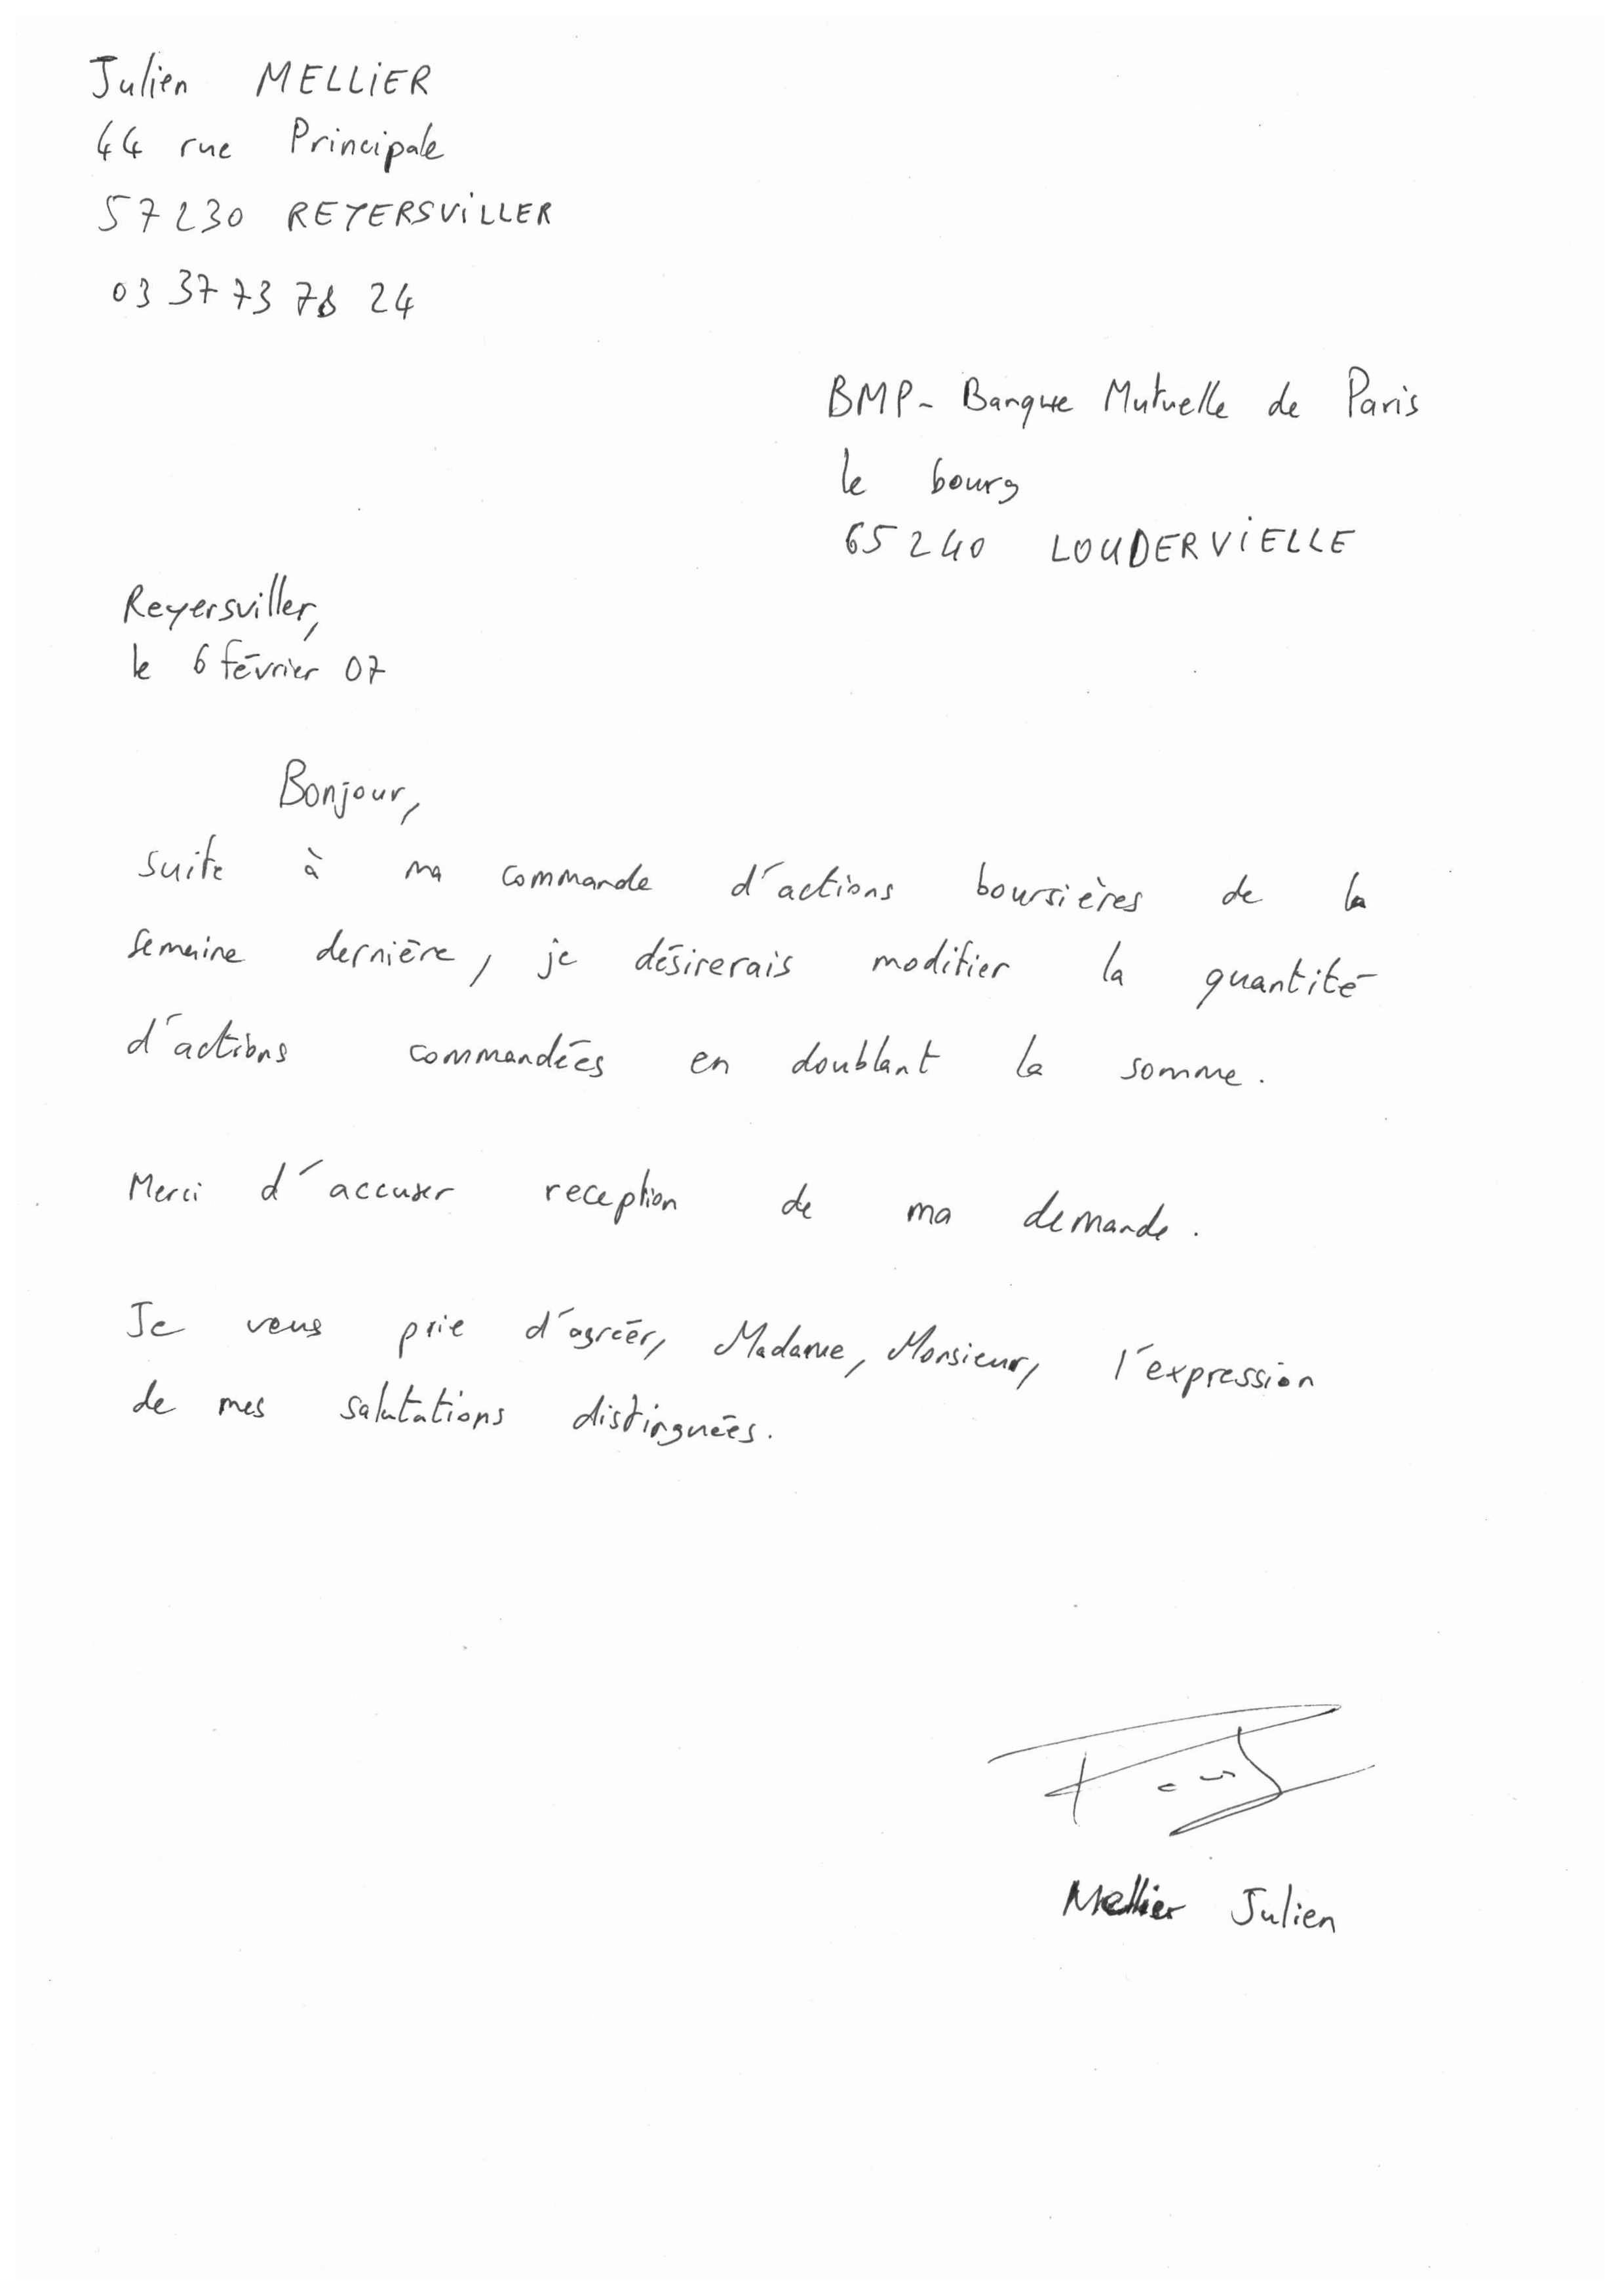 Julien MELLIER
44 rue Principale
57230 REYERSVILLER
03 37 73 78 24
BMP - Banque Mutuelle de Paris
le bourg
65240 LOUDERVIELLE
Reyersviller,
le 6 février 07
Bonjour,
suite à ma commande d'actions boursières de la
semaine dernière, je désirerais modifier la quantité
d'actions commandées en doublant la somme.
Merci d'accuser reception de ma demande.
Je vous prie d'agréer, Madame, Monsieur, l'expression
de mes salutations distinguées.
Mellier Julien